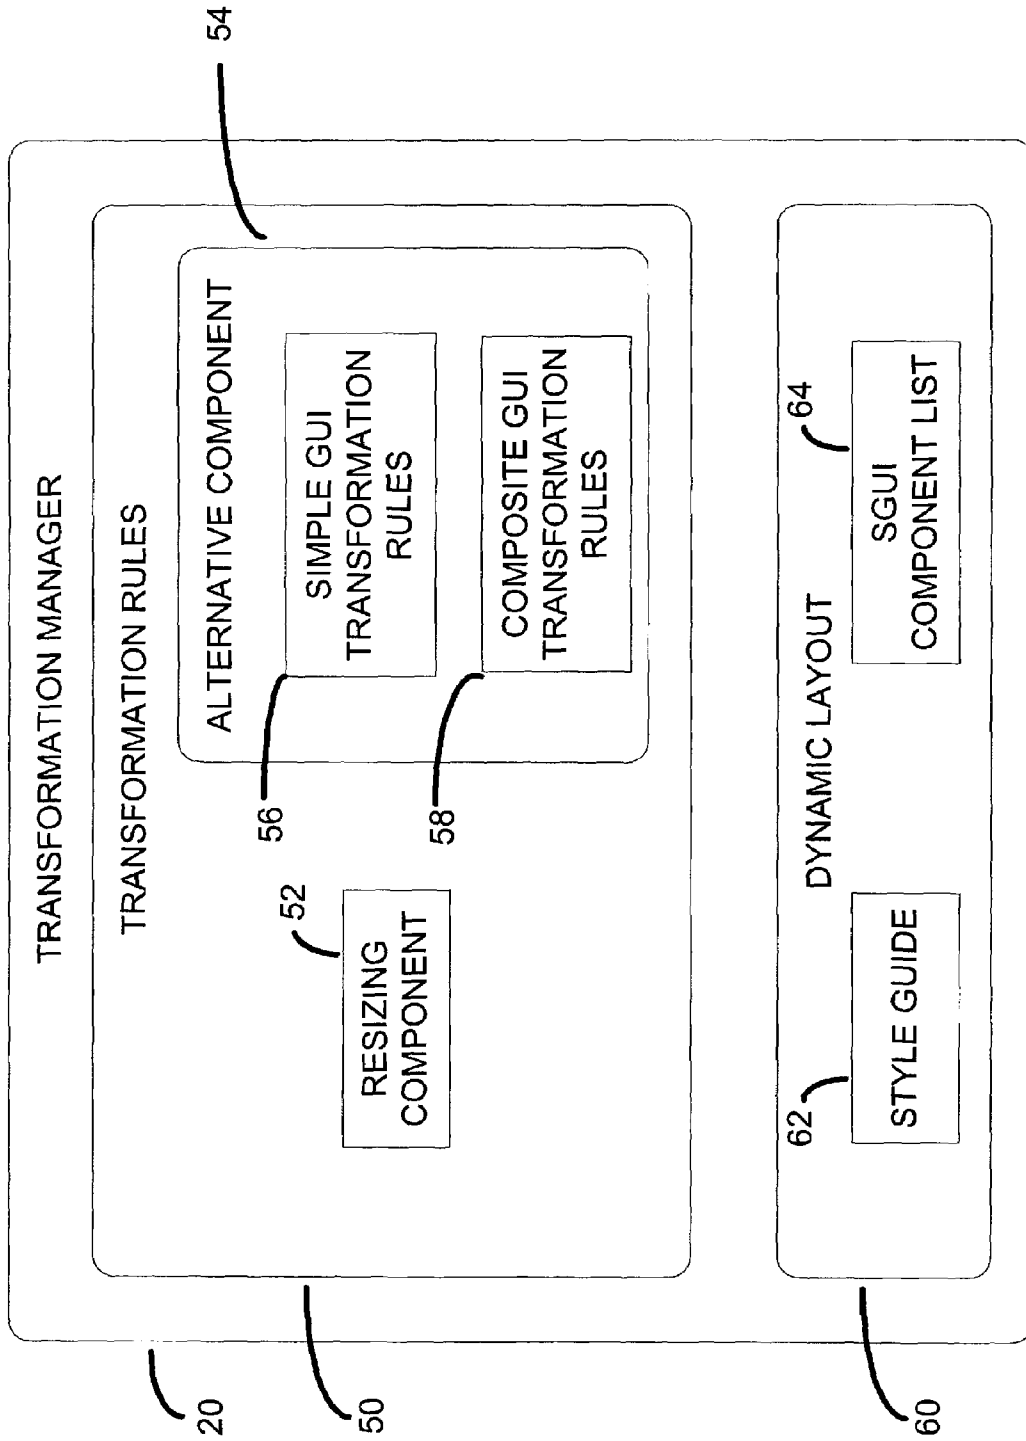 TRANSFORMATION MANAGER
20
TRANSFORMATION RULES
50
RESIZING
COMPONENT
52
ALTERNATIVE COMPONENT
54
SIMPLE GUI
TRANSFORMATION
RULES
56
COMPOSITE GUI
TRANSFORMATION
RULES
58
DYNAMIC LAYOUT
60
STYLE GUIDE
62
SGUI
COMPONENT LIST
64